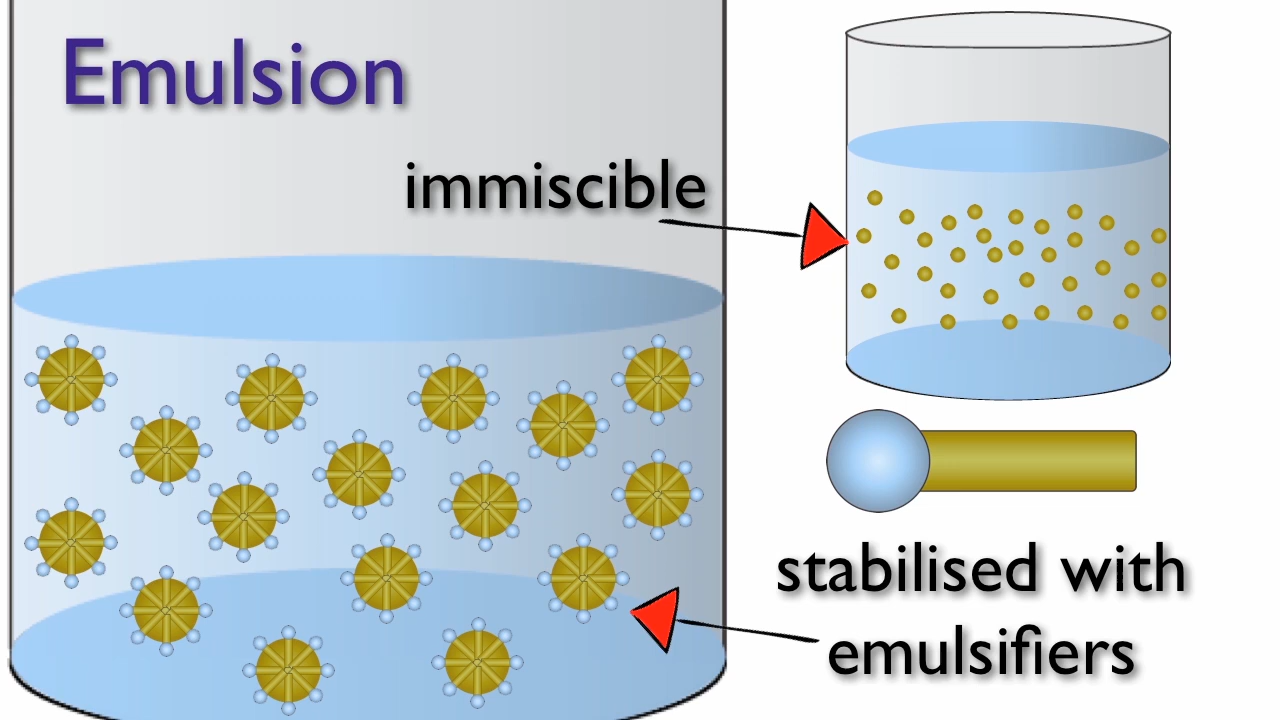 Emulsion
immiscible
stabilised with
emulsifiers